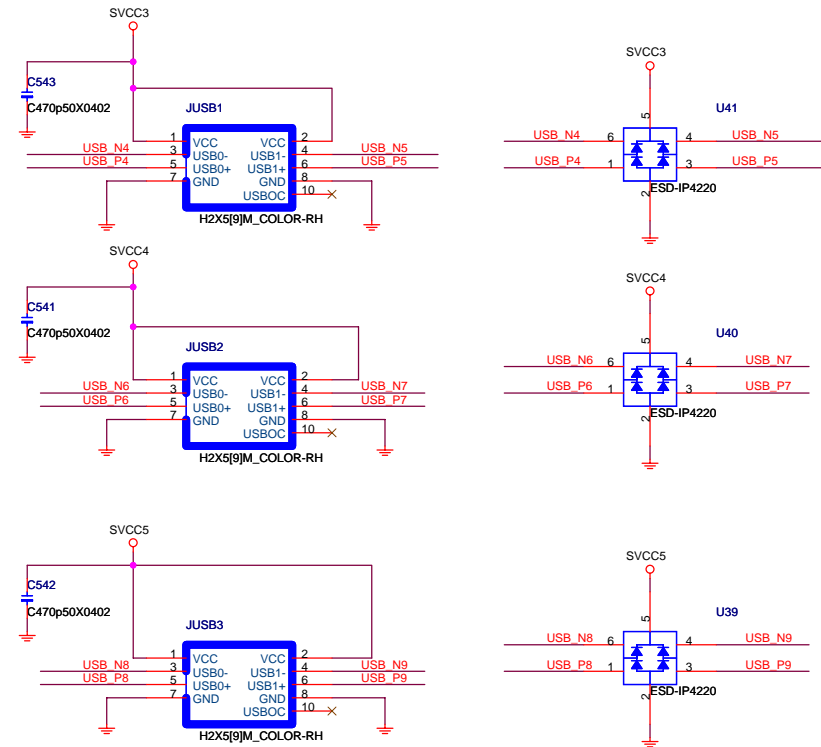 SVCC3
C543
C470p50X0402
JUSB1
1 VCC VCC 2
USB_N4 3 USB0- USB1- 4 USB_N5
USB_P4 5 USB0+ USB1+ 6 USB_P5
7 GND GND 8
USBOC 10
H2X5[9]M_COLOR-RH
SVCC3
5
U41
USB_N4 6 4 USB_N5
USB_P4 1 3 USB_P5
2
ESD-IP4220
SVCC4
C541
C470p50X0402
JUSB2
1 VCC VCC 2
USB_N6 3 USB0- USB1- 4 USB_N7
USB_P6 5 USB0+ USB1+ 6 USB_P7
7 GND GND 8
USBOC 10
H2X5[9]M_COLOR-RH
SVCC4
5
U40
USB_N6 6 4 USB_N7
USB_P6 1 3 USB_P7
2
ESD-IP4220
SVCC5
C542
C470p50X0402
JUSB3
1 VCC VCC 2
USB_N8 3 USB0- USB1- 4 USB_N9
USB_P8 5 USB0+ USB1+ 6 USB_P9
7 GND GND 8
USBOC 10
H2X5[9]M_COLOR-RH
SVCC5
5
U39
USB_N8 6 4 USB_N9
USB_P8 1 3 USB_P9
2
ESD-IP4220